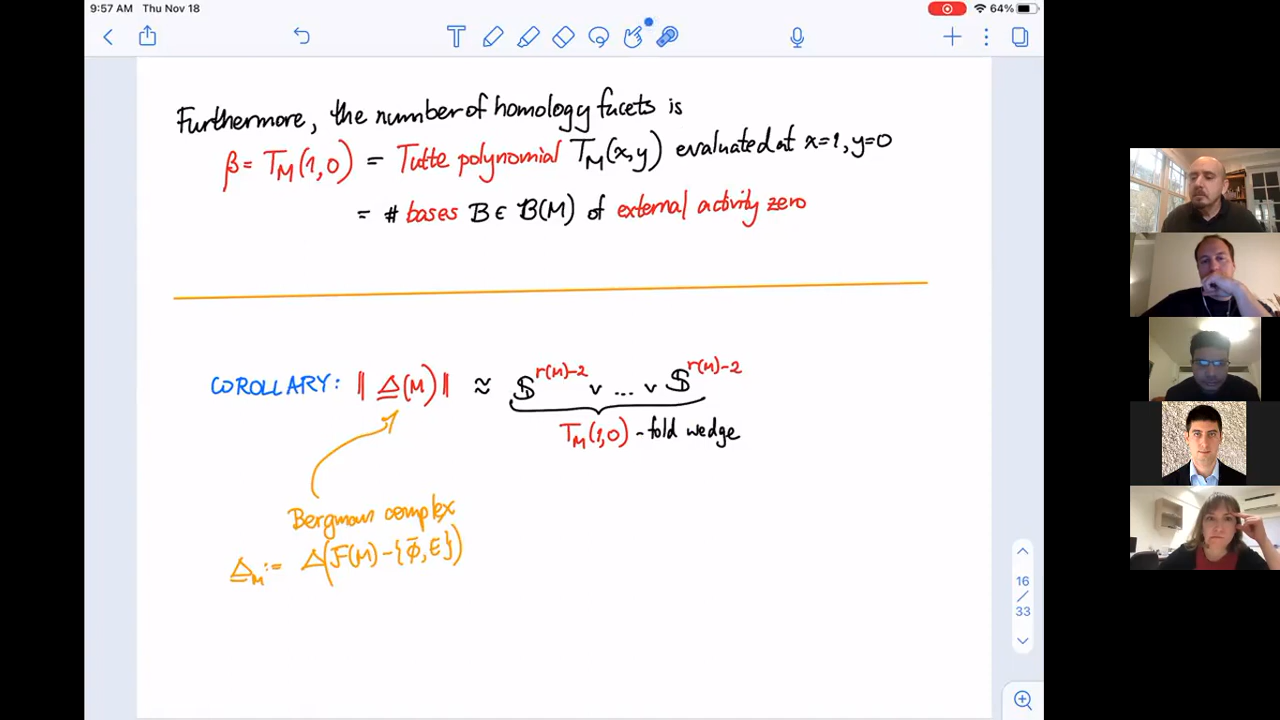 9:57 AM Thu Nov 18
64%
Furthermore, the number of homology facets is
β = T_M(1,0) = Tutte polynomial T_M(x,y) evaluated at x=1, y=0
= # bases B ∈ B(M) of external activity zero
COROLLARY: ‖ Δ(M) ‖ ≈ S^{r(M)-2} ∨ ... ∨ S^{r(M)-2}
T_M(1,0) - fold wedge
Bergman complex
Δ_M := Δ(F(M) - {∅̄, E})
16
/
33